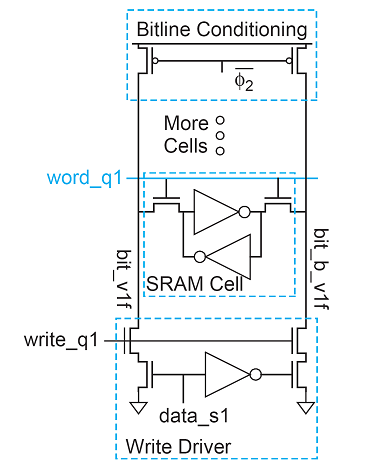 Bitline Conditioning
ϕ̅₂
More
Cells
word_q1
bit_v1f
bit_b_v1f
SRAM Cell
write_q1
data_s1
Write Driver